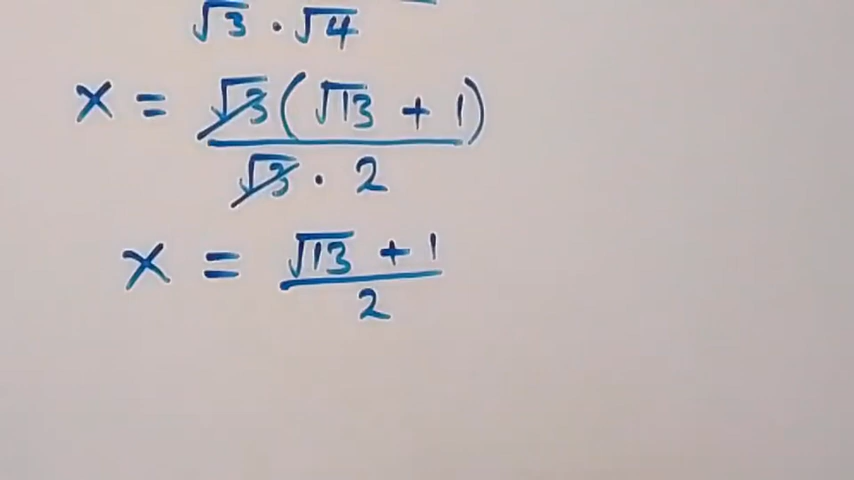 √3 · √4
x = √3(√13 + 1)
√3 · 2
x = √13 + 1
2